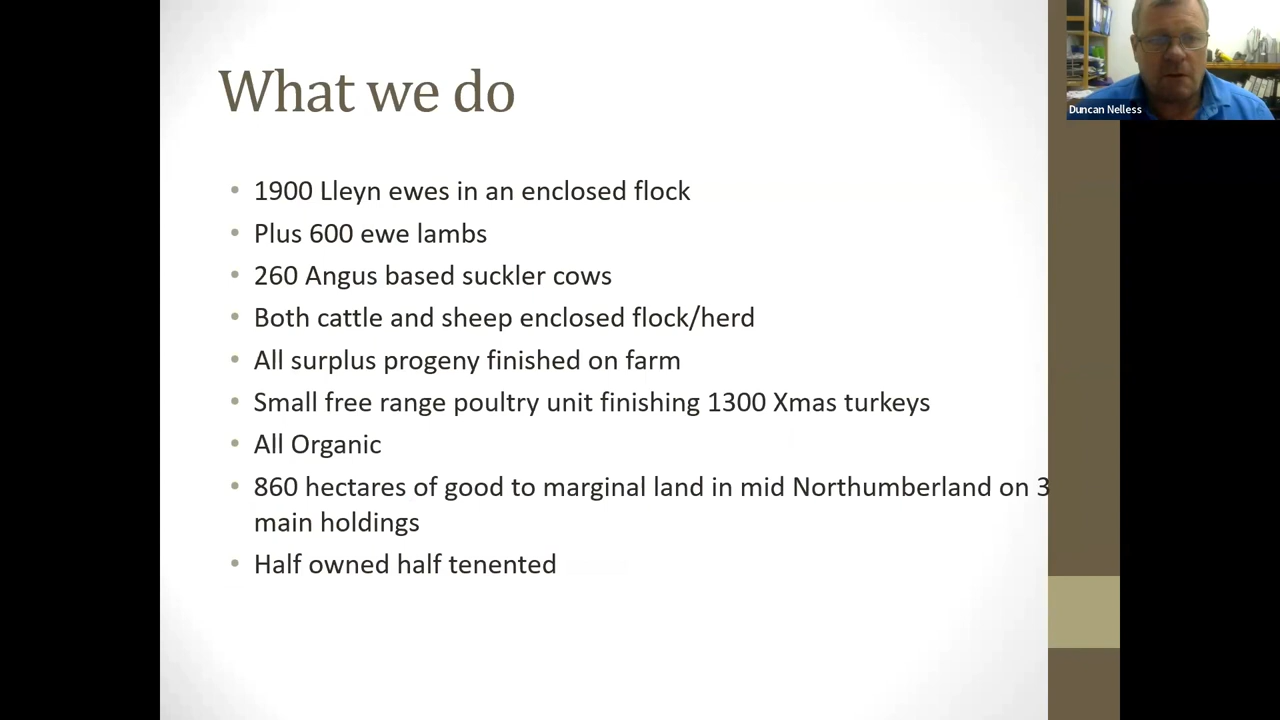 What we do
• 1900 Lleyn ewes in an enclosed flock
• Plus 600 ewe lambs
• 260 Angus based suckler cows
• Both cattle and sheep enclosed flock/herd
• All surplus progeny finished on farm
• Small free range poultry unit finishing 1300 Xmas turkeys
• All Organic
• 860 hectares of good to marginal land in mid Northumberland on 3
main holdings
• Half owned half tenented
Duncan Nelless